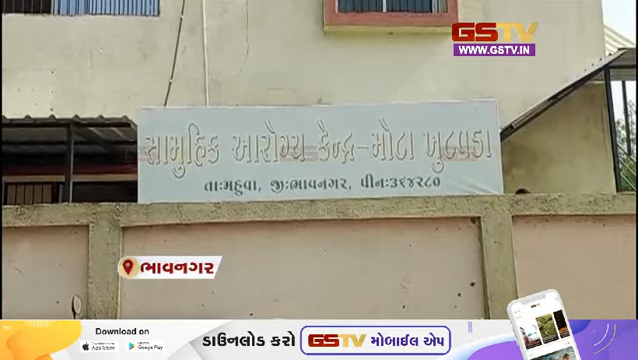 GSTV
WWW.GSTV.IN
સામુહિક આરોગ્ય કેન્દ્ર-મોટા ખુટવડા
તા:મહુવા, જી:ભાવનગર, પીન:૩૬૪૨૮૦
ભાવનગર
Download on
App Store
Google Play
ડાઉનલોડ કરો GSTV મોબાઈલ એપ